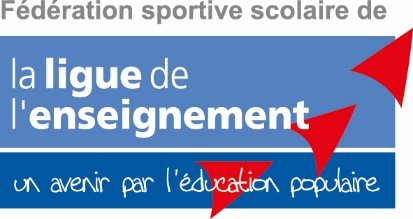 Fédération sportive scolaire de
la ligue de
l'enseignement
un avenir par l'éducation populaire